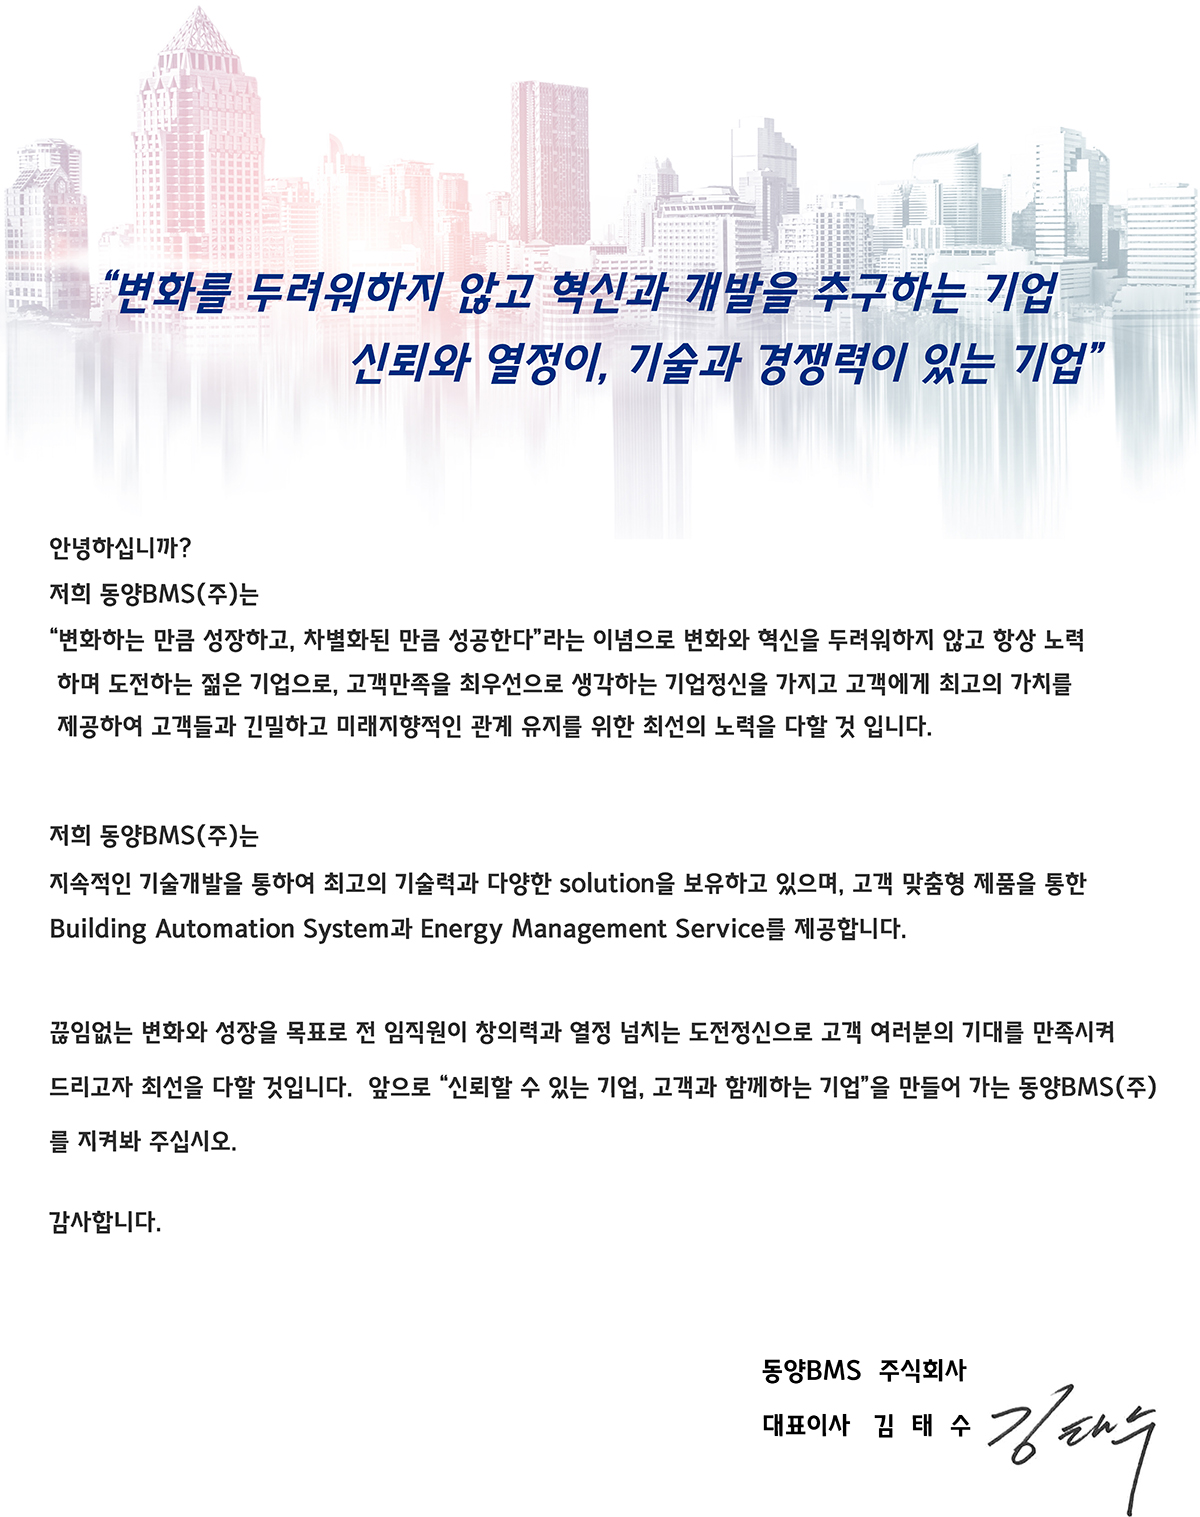 “변화를 두려워하지 않고 혁신과 개발을 추구하는 기업
신뢰와 열정이, 기술과 경쟁력이 있는 기업”
안녕하십니까?
저희 동양BMS(주)는
“변화하는 만큼 성장하고, 차별화된 만큼 성공한다”라는 이념으로 변화와 혁신을 두려워하지 않고 항상 노력
하며 도전하는 젊은 기업으로, 고객만족을 최우선으로 생각하는 기업정신을 가지고 고객에게 최고의 가치를
제공하여 고객들과 긴밀하고 미래지향적인 관계 유지를 위한 최선의 노력을 다할 것 입니다.
저희 동양BMS(주)는
지속적인 기술개발을 통하여 최고의 기술력과 다양한 solution을 보유하고 있으며, 고객 맞춤형 제품을 통한
Building Automation System과 Energy Management Service를 제공합니다.
끊임없는 변화와 성장을 목표로 전 임직원이 창의력과 열정 넘치는 도전정신으로 고객 여러분의 기대를 만족시켜
드리고자 최선을 다할 것입니다. 앞으로 “신뢰할 수 있는 기업, 고객과 함께하는 기업”을 만들어 가는 동양BMS(주)
를 지켜봐 주십시오.
감사합니다.
동양BMS 주식회사
대표이사 김 태 수 김태수